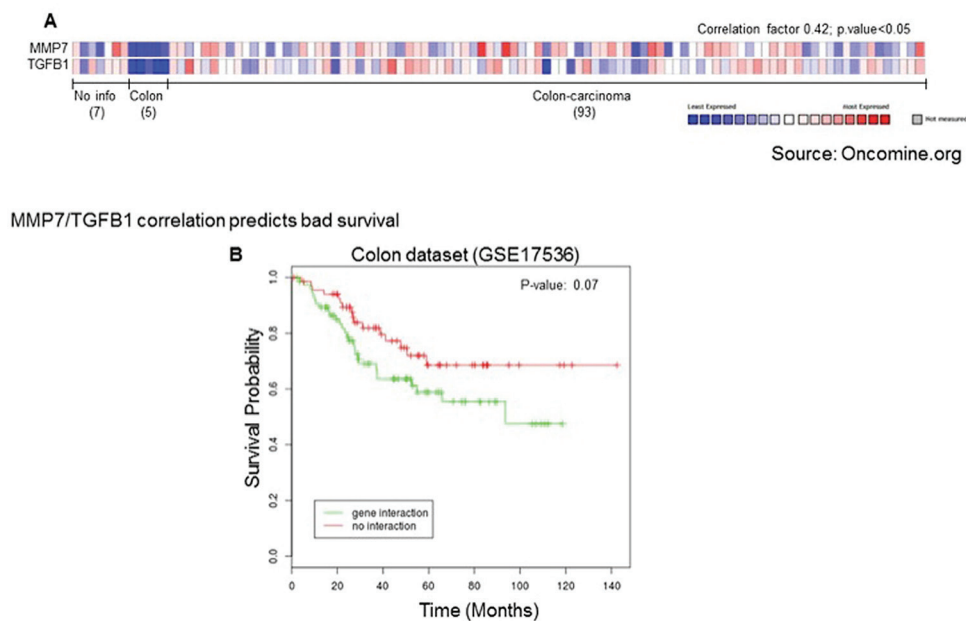 A
Correlation factor 0.42; p.value<0.05
MMP7
TGFB1
No info Colon Colon-carcinoma
(7) (5) (93)
Least Expressed most Expressed Not measured
Source: Oncomine.org
MMP7/TGFB1 correlation predicts bad survival
B
Colon dataset (GSE17536)
P-value: 0.07
Survival Probability
1.0
0.8
0.6
0.4
0.2
0.0
gene interaction
no interaction
0 20 40 60 80 100 120 140
Time (Months)